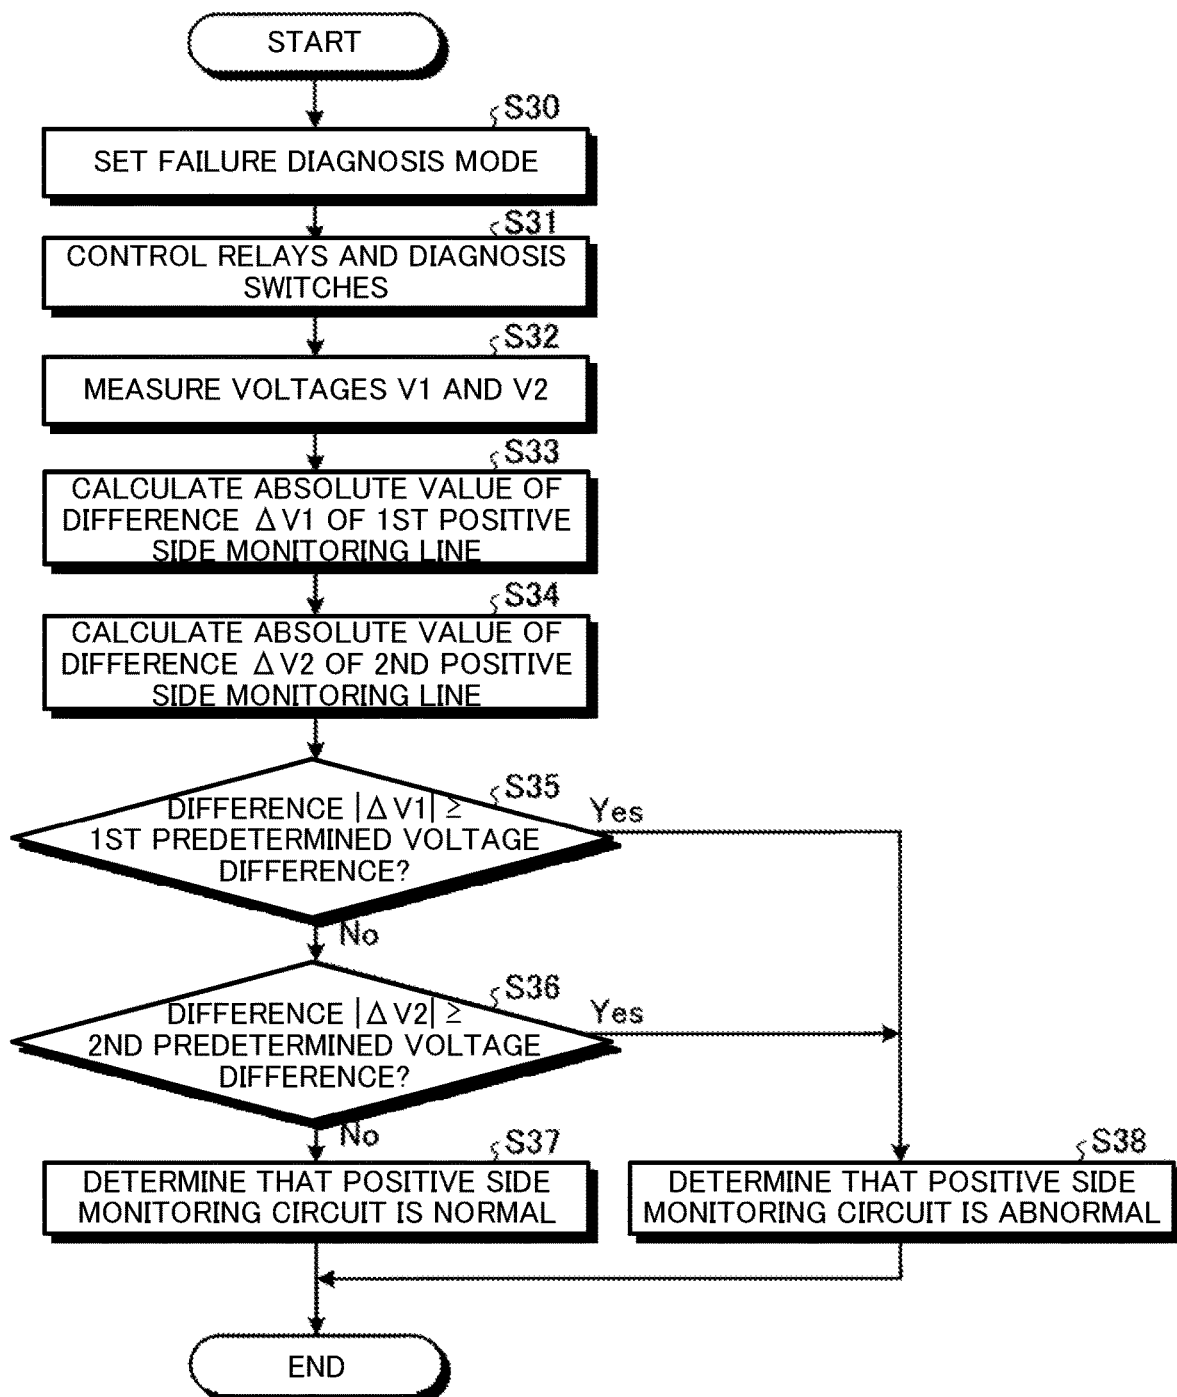 START
S30
SET FAILURE DIAGNOSIS MODE
S31
CONTROL RELAYS AND DIAGNOSIS
SWITCHES
S32
MEASURE VOLTAGES V1 AND V2
S33
CALCULATE ABSOLUTE VALUE OF
DIFFERENCE ΔV1 OF 1ST POSITIVE
SIDE MONITORING LINE
S34
CALCULATE ABSOLUTE VALUE OF
DIFFERENCE ΔV2 OF 2ND POSITIVE
SIDE MONITORING LINE
S35
DIFFERENCE |ΔV1| ≥
1ST PREDETERMINED VOLTAGE
DIFFERENCE?
Yes
No
S36
DIFFERENCE |ΔV2| ≥
2ND PREDETERMINED VOLTAGE
DIFFERENCE?
Yes
No
S37
DETERMINE THAT POSITIVE SIDE
MONITORING CIRCUIT IS NORMAL
S38
DETERMINE THAT POSITIVE SIDE
MONITORING CIRCUIT IS ABNORMAL
END